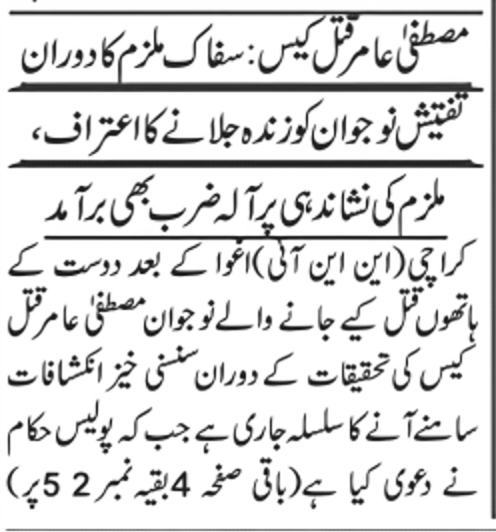 مصطفیٰ عامر قتل کیس: سفاک ملزم کا دوران
تفتیش نوجوان کو زندہ جلانے کا اعتراف،
ملزم کی نشاندہی پر آلہ ضرب بھی برآمد
کراچی (این این آئی) اغوا کے بعد دوست کے
ہاتھوں قتل کیے جانے والے نوجوان مصطفیٰ عامر قتل
کیس کی تحقیقات کے دوران سنسنی خیز انکشافات
سامنے آنے کا سلسلہ جاری ہے جب کہ پولیس حکام
نے دعوی کیا ہے (باقی صفحہ 4 بقیہ نمبر 2 5 پر)